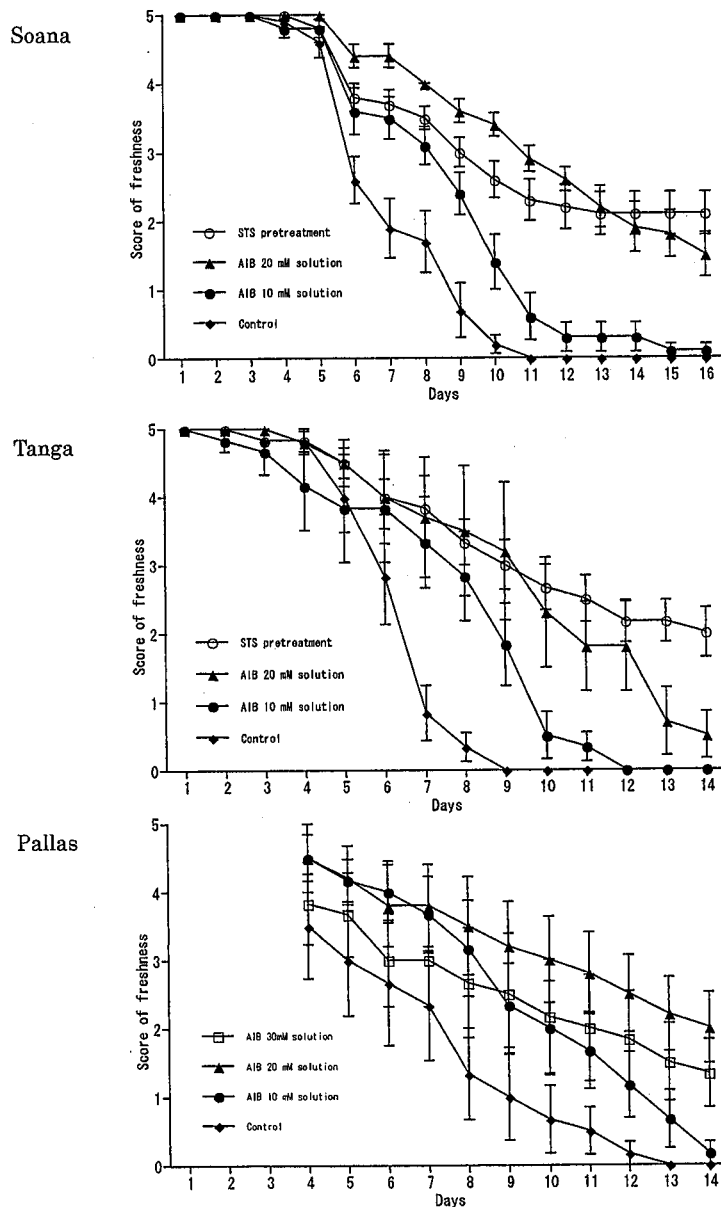 Soana
Score of freshness
5
4
3
2
1
0
STS pretreatment
AIB 20 mM solution
AIB 10 mM solution
Control
1 2 3 4 5 6 7 8 9 10 11 12 13 14 15 16
Days
Tanga
Score of freshness
5
4
3
2
1
0
STS pretreatment
AIB 20 mM solution
AIB 10 mM solution
Control
1 2 3 4 5 6 7 8 9 10 11 12 13 14
Days
Pallas
Score of freshness
5
4
3
2
1
0
AIB 30mM solution
AIB 20 mM solution
AIB 10 mM solution
Control
1 2 3 4 5 6 7 8 9 10 11 12 13 14
Days